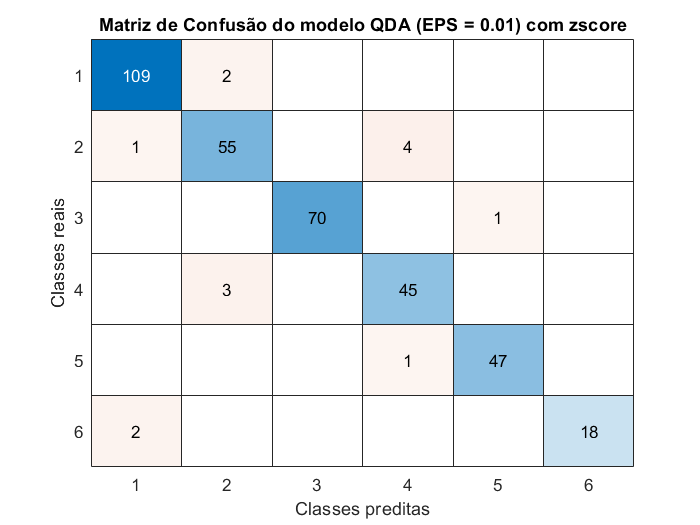 Matriz de Confusão do modelo QDA (EPS = 0.01) com zscore
Classes reais
1 109 2
2 1 55 4
3 70 1
4 3 45
5 1 47
6 2 18
1 2 3 4 5 6
Classes preditas